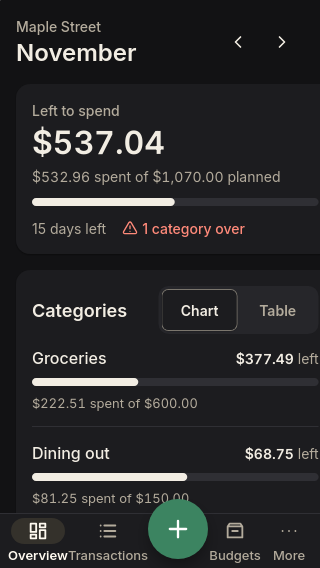 Maple Street
November
Left to spend
$537.04
$532.96 spent of $1,070.00 planned
15 days left 1 category over
Categories Chart Table
Groceries $377.49 left
$222.51 spent of $600.00
Dining out $68.75 left
$81.25 spent of $150.00
Overview Transactions Budgets More